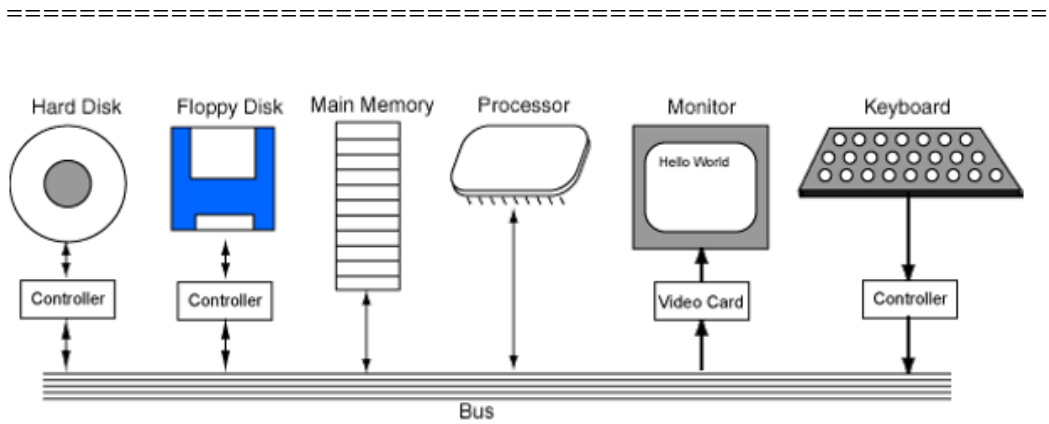 ================================================================
Hard Disk Floppy Disk Main Memory Processor Monitor Keyboard
Hello World
Controller Controller Video Card Controller
Bus